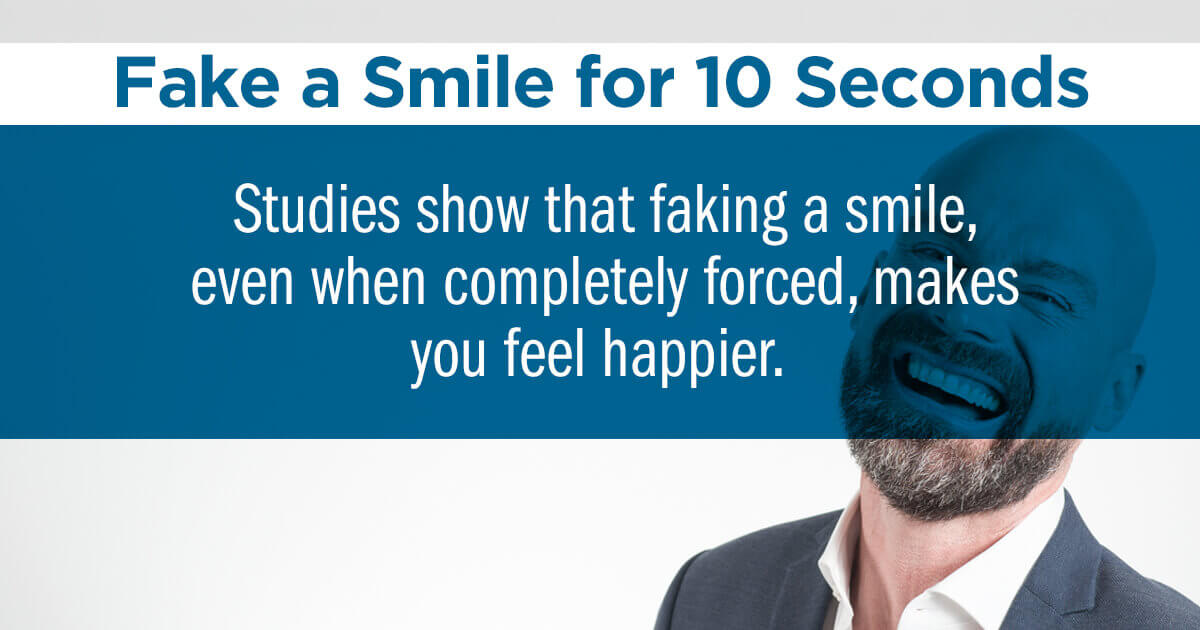 Fake a Smile for 10 Seconds
Studies show that faking a smile,
even when completely forced, makes
you feel happier.